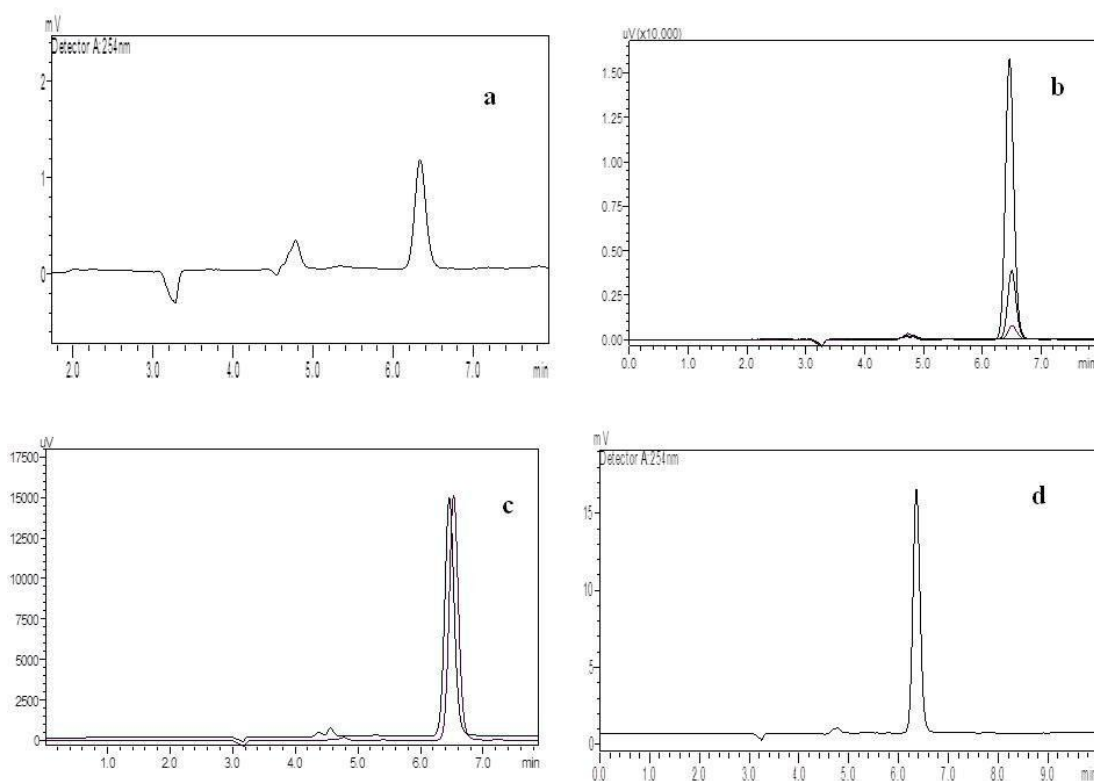 mV
Detector A:254nm
a
2
1
0
2.0 3.0 4.0 5.0 6.0 7.0 min
uV (x10,000)
b
1.50
1.25
1.00
0.75
0.50
0.25
0.00
0.0 1.0 2.0 3.0 4.0 5.0 6.0 7.0 min
uV
17500
c
15000
12500
10000
7500
5000
2500
0
1.0 2.0 3.0 4.0 5.0 6.0 7.0 min
mV
Detector A:254nm
d
15
10
5
0
0.0 1.0 2.0 3.0 4.0 5.0 6.0 7.0 8.0 9.0 min